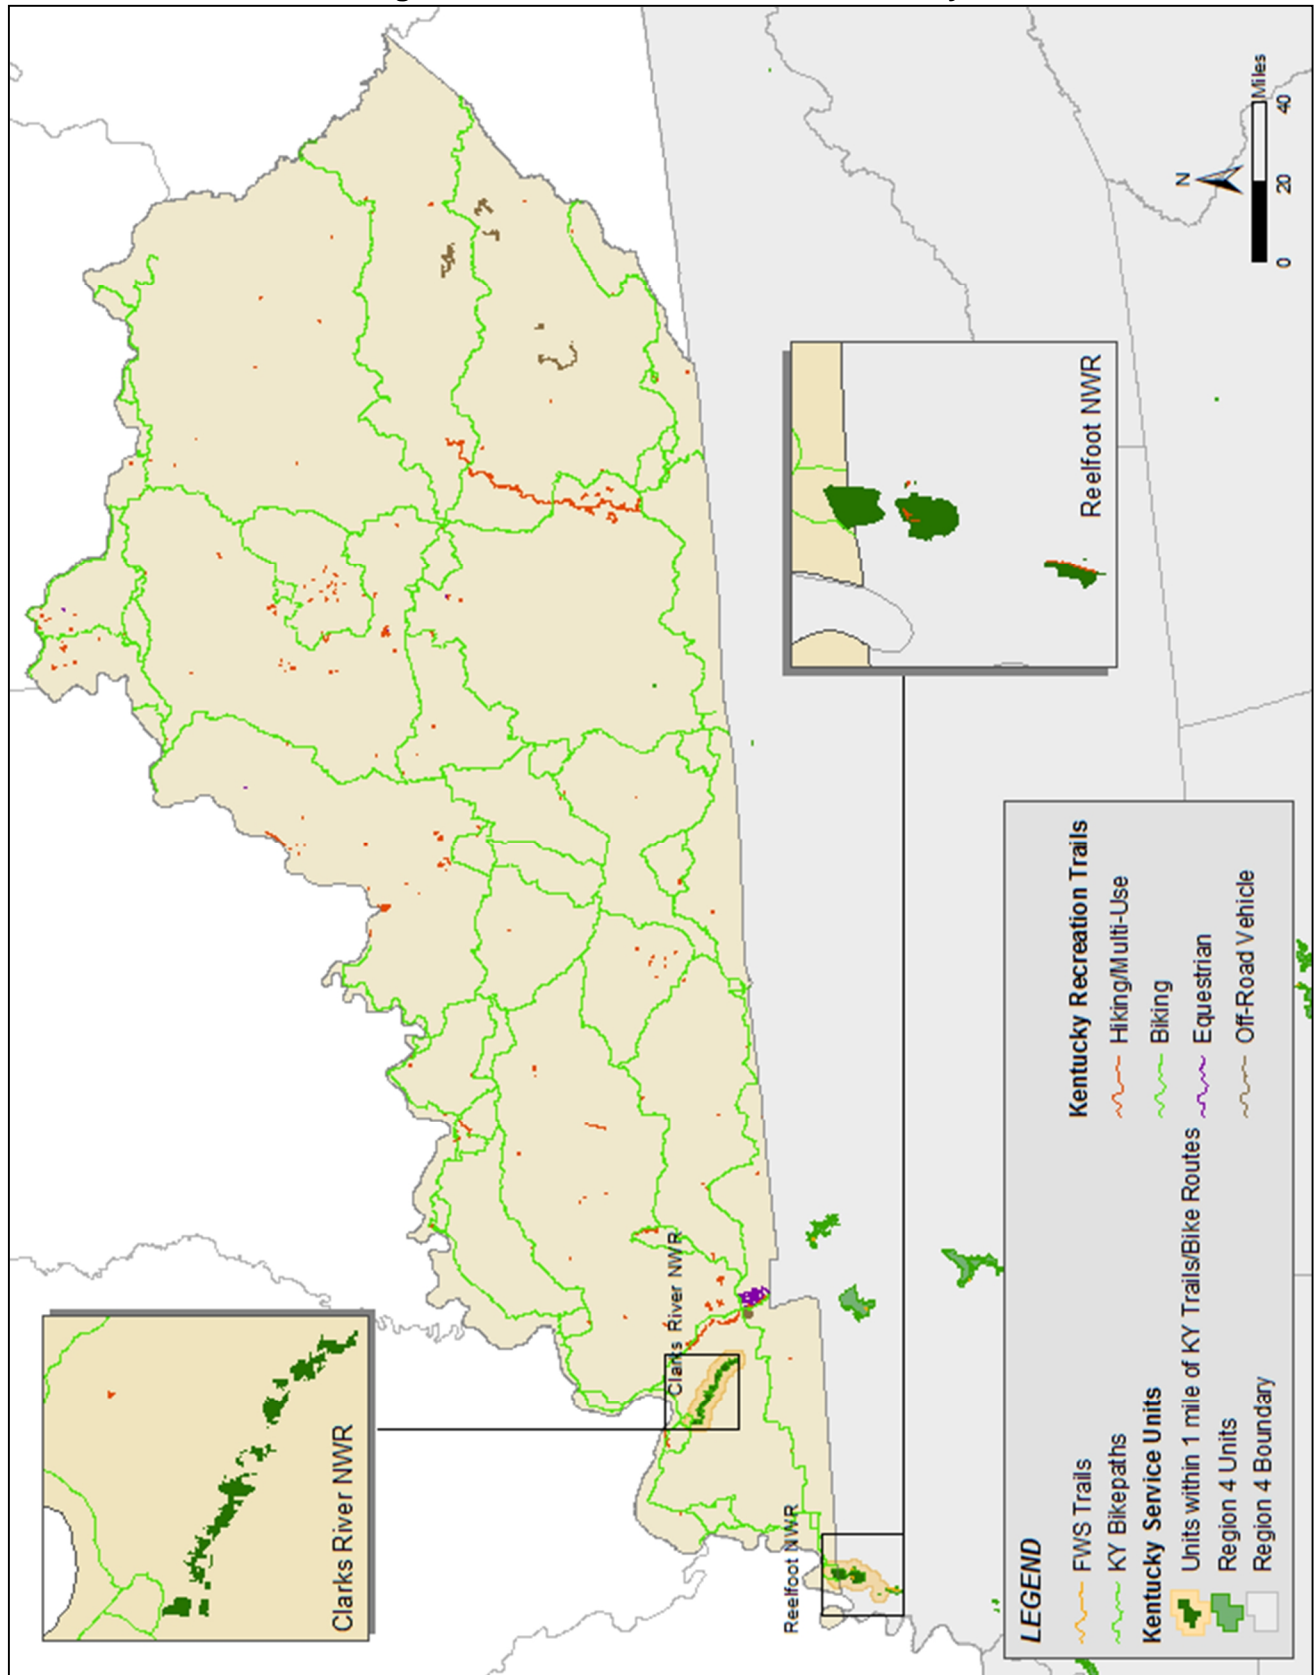 Clarks River NWR
Clarks River NWR
Reelfoot NWR
Reelfoot NWR
N
0 20 40 Miles
LEGEND
FWS Trails
KY Bikepaths
Kentucky Service Units
Units within 1 mile of KY Trails/Bike Routes
Region 4 Units
Region 4 Boundary
Kentucky Recreation Trails
Hiking/Multi-Use
Biking
Equestrian
Off-Road Vehicle